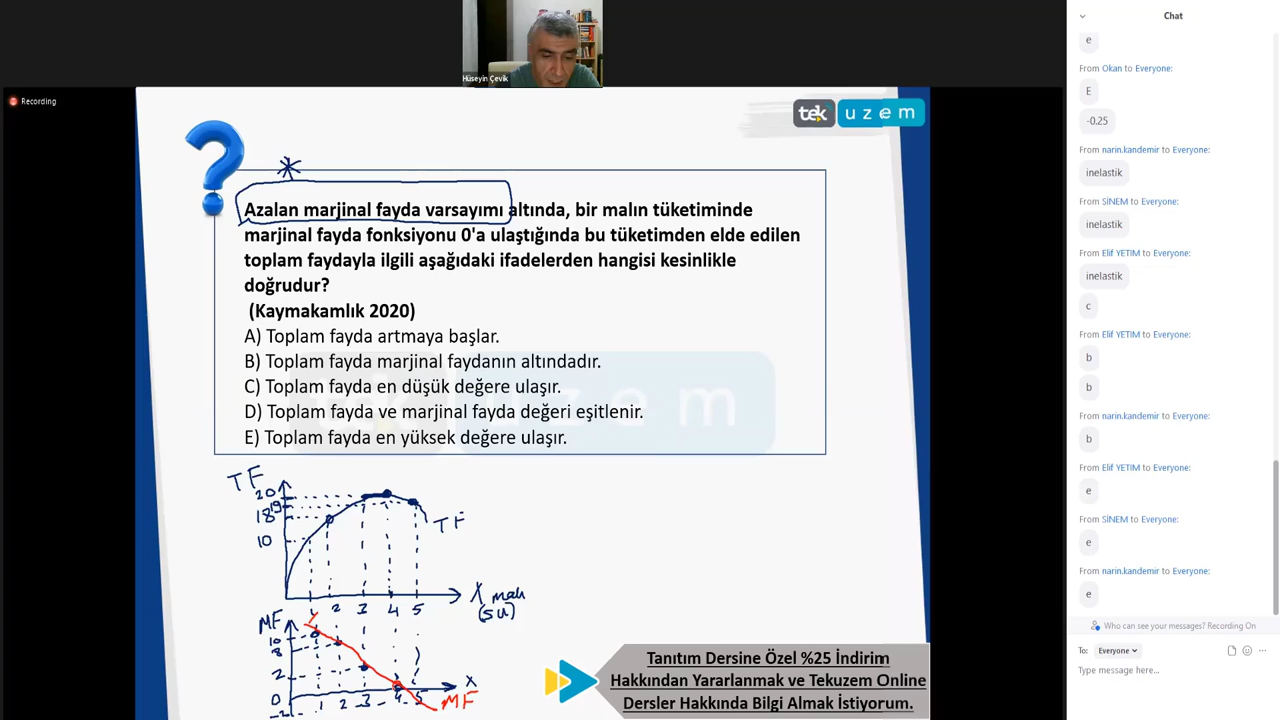 Hüseyin Çevik
Recording
tek uzem
Azalan marjinal fayda varsayımı altında, bir malın tüketiminde
marjinal fayda fonksiyonu 0'a ulaştığında bu tüketimden elde edilen
toplam faydayla ilgili aşağıdaki ifadelerden hangisi kesinlikle
doğrudur?
(Kaymakamlık 2020)
A) Toplam fayda artmaya başlar.
B) Toplam fayda marjinal faydanın altındadır.
C) Toplam fayda en düşük değere ulaşır.
D) Toplam fayda ve marjinal fayda değeri eşitlenir.
E) Toplam fayda en yüksek değere ulaşır.
tek uzem
TF
20
19
18
10
TF
1 2 3 4 5
X malı
(su)
MF
10
8
2
0
-2
1 2 3 4 5
X
MF
Tanıtım Dersine Özel %25 İndirim
Hakkından Yararlanmak ve Tekuzem Online
Dersler Hakkında Bilgi Almak İstiyorum.
Chat
e
From Okan to Everyone:
E
-0.25
From narin.kandemir to Everyone:
inelastik
From SİNEM to Everyone:
inelastik
From Elif YETIM to Everyone:
inelastik
c
From Elif YETIM to Everyone:
b
b
From narin.kandemir to Everyone:
b
From Elif YETIM to Everyone:
e
From SİNEM to Everyone:
e
From narin.kandemir to Everyone:
e
Who can see your messages? Recording On
To: Everyone
Type message here...